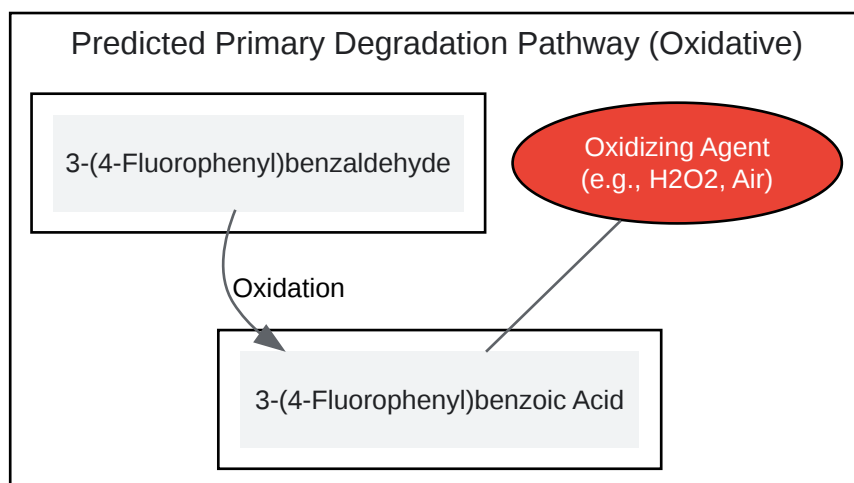 Predicted Primary Degradation Pathway (Oxidative)
3-(4-Fluorophenyl)benzaldehyde
Oxidizing Agent
(e.g., H2O2, Air)
Oxidation
3-(4-Fluorophenyl)benzoic Acid